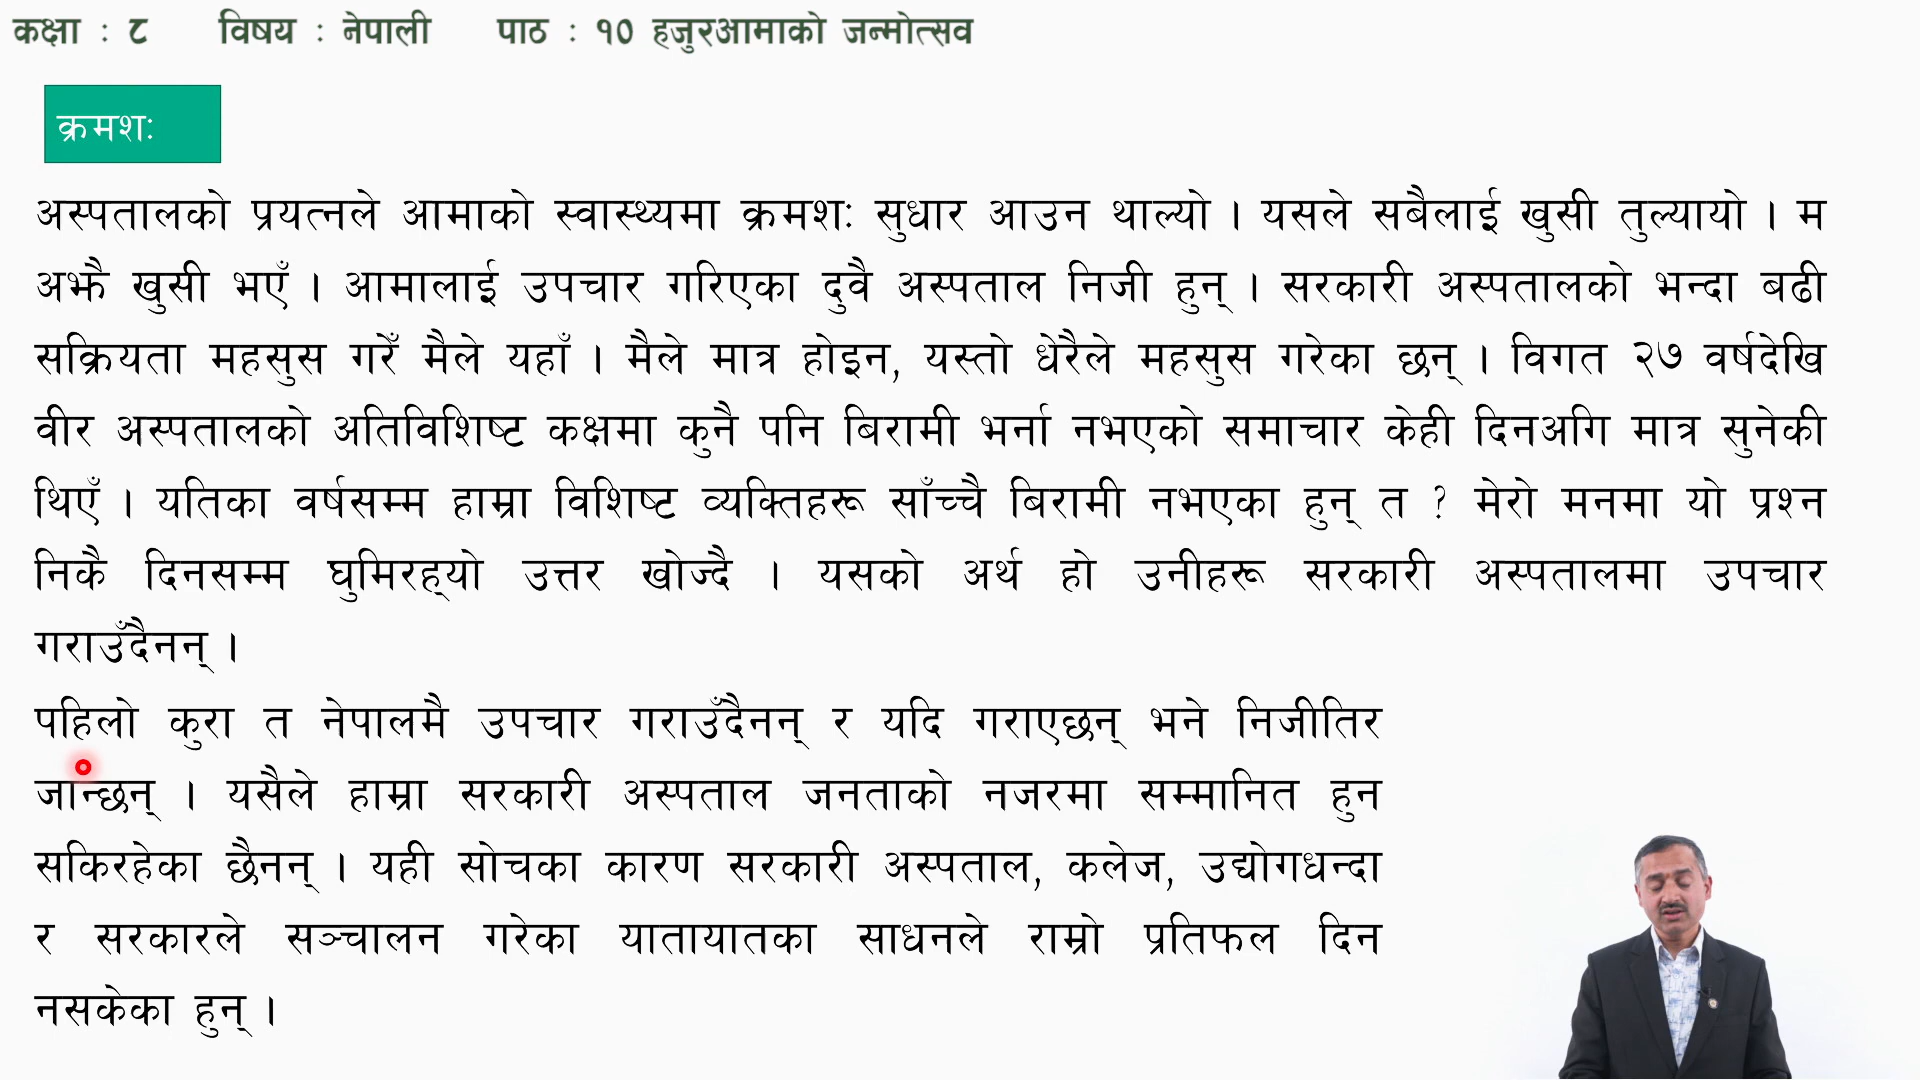 कक्षा : ८ विषय : नेपाली पाठ : १० हजुरआमाको जन्मोत्सव
क्रमशः
अस्पतालको प्रयत्नले आमाको स्वास्थ्यमा क्रमशः सुधार आउन थाल्यो । यसले सबैलाई खुसी तुल्यायो । म
अझै खुसी भएँ । आमालाई उपचार गरिएका दुवै अस्पताल निजी हुन् । सरकारी अस्पतालको भन्दा बढी
सक्रियता महसुस गरेँ मैले यहाँ । मैले मात्र होइन, यस्तो धेरैले महसुस गरेका छन् । विगत २७ वर्षदेखि
वीर अस्पतालको अतिविशिष्ट कक्षमा कुनै पनि बिरामी भर्ना नभएको समाचार केही दिनअगि मात्र सुनेकी
थिएँ । यतिका वर्षसम्म हाम्रा विशिष्ट व्यक्तिहरू साँच्चै बिरामी नभएका हुन् त ? मेरो मनमा यो प्रश्न
निकै दिनसम्म घुमिरह्यो उत्तर खोज्दै । यसको अर्थ हो उनीहरू सरकारी अस्पतालमा उपचार
गराउँदैनन् ।
पहिलो कुरा त नेपालमै उपचार गराउँदैनन् र यदि गराएछन् भने निजीतिर
जान्छन् । यसैले हाम्रा सरकारी अस्पताल जनताको नजरमा सम्मानित हुन
सकिरहेका छैनन् । यही सोचका कारण सरकारी अस्पताल, कलेज, उद्योगधन्दा
र सरकारले सञ्चालन गरेका यातायातका साधनले राम्रो प्रतिफल दिन
नसकेका हुन् ।